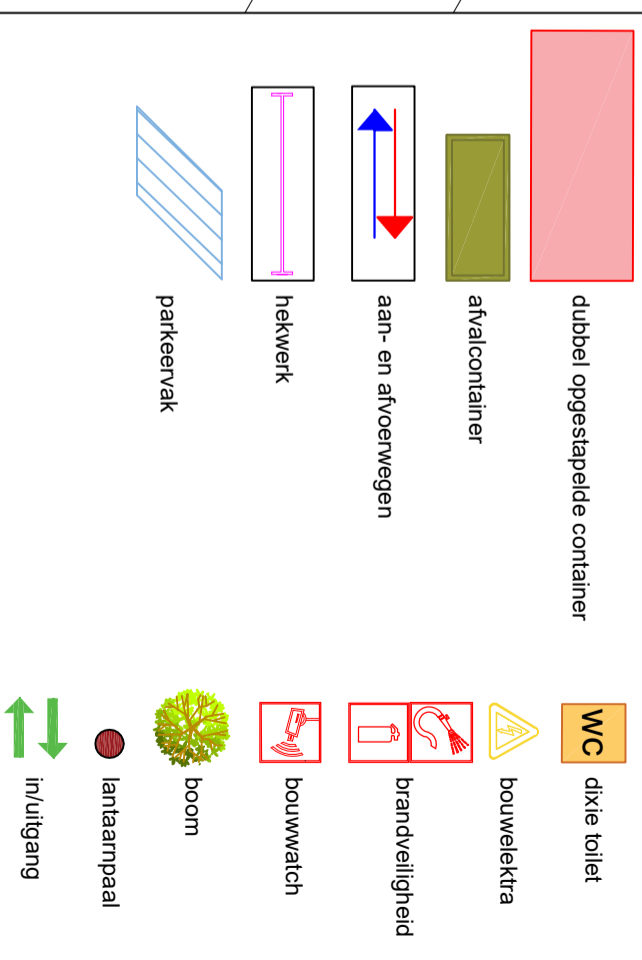 dubbel opgestapelde container
afvalcontainer
aan- en afvoerwegen
hekwerk
parkeervak
WC
dixie toilet
bouwelektra
brandveiligheid
bouwwatch
boom
lantaarnpaal
in/uitgang